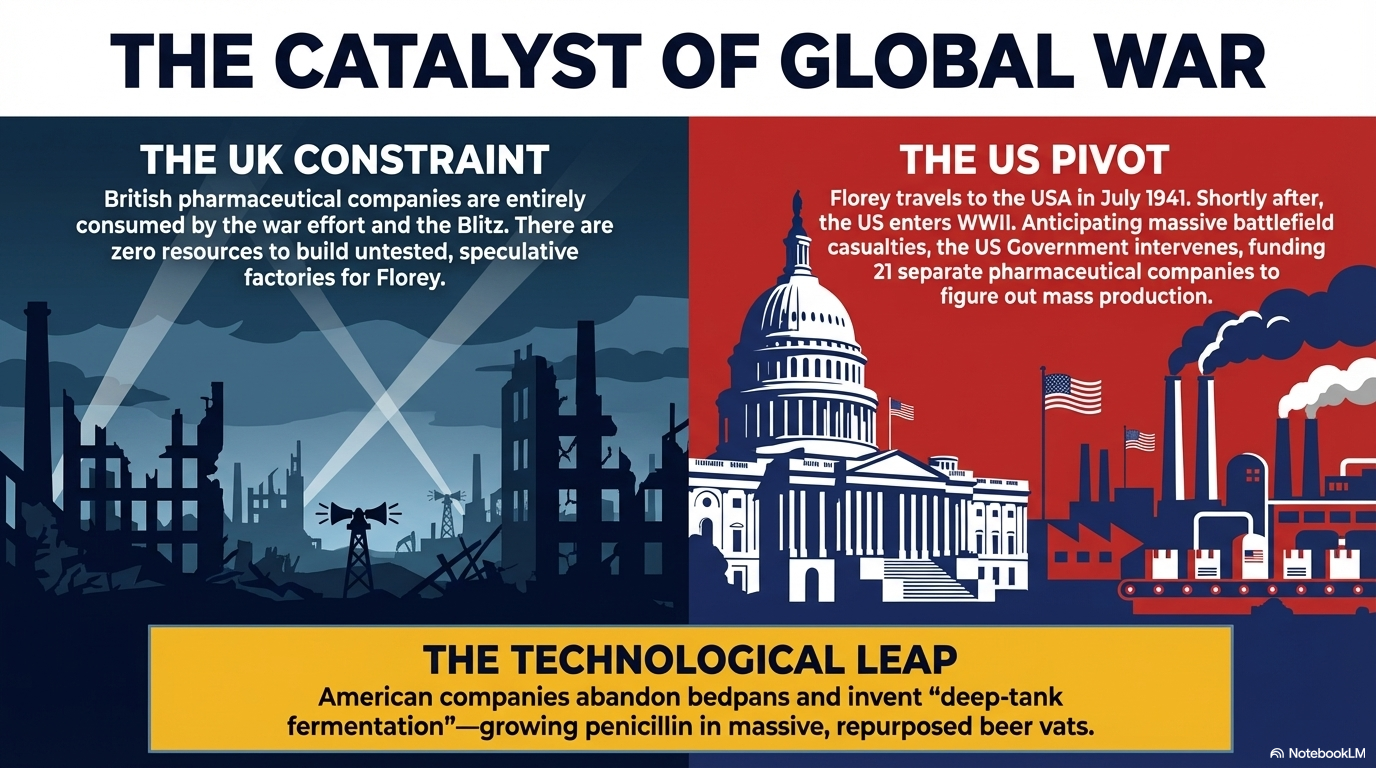 THE CATALYST OF GLOBAL WAR
THE UK CONSTRAINT
British pharmaceutical companies are entirely
consumed by the war effort and the Blitz. There are
zero resources to build untested, speculative
factories for Florey.
THE US PIVOT
Florey travels to the USA in July 1941. Shortly after,
the US enters WWII. Anticipating massive battlefield
casualties, the US Government intervenes, funding
21 separate pharmaceutical companies to
figure out mass production.
THE TECHNOLOGICAL LEAP
American companies abandon bedpans and invent “deep-tank
fermentation”—growing penicillin in massive, repurposed beer vats.
NotebookLM